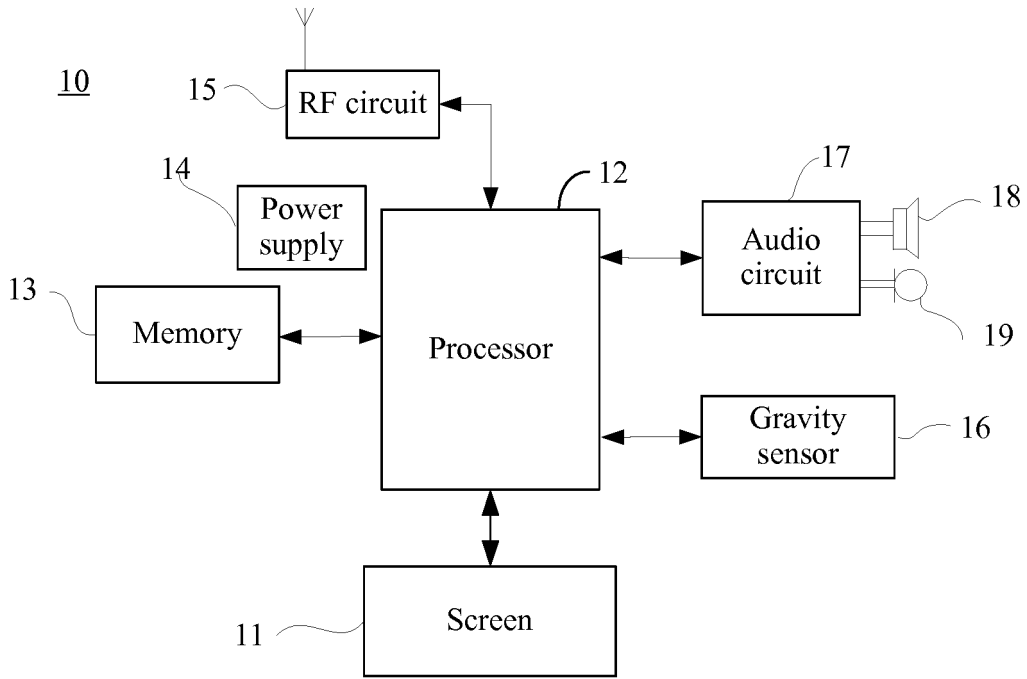 10
15
RF circuit
14
Power
supply
12
17
18
Audio
circuit
13
Memory
Processor
19
Gravity
sensor
16
11
Screen